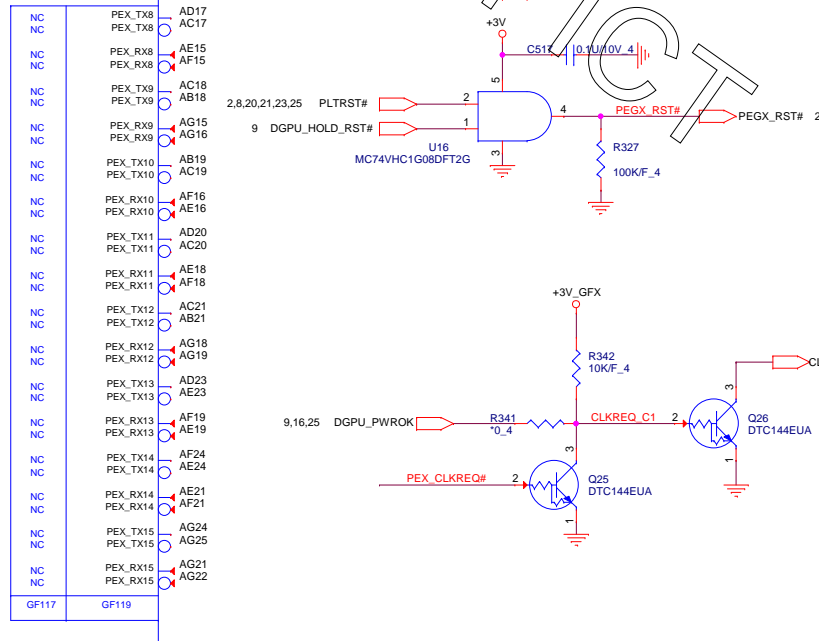 NC PEX_TX8 AD17
NC PEX_TX8 AC17
NC PEX_RX8 AE15
NC PEX_RX8 AF15
NC PEX_TX9 AC18
NC PEX_TX9 AB18
NC PEX_RX9 AG15
NC PEX_RX9 AG16
NC PEX_TX10 AB19
NC PEX_TX10 AC19
NC PEX_RX10 AF16
NC PEX_RX10 AE16
NC PEX_TX11 AD20
NC PEX_TX11 AC20
NC PEX_RX11 AE18
NC PEX_RX11 AF18
NC PEX_TX12 AC21
NC PEX_TX12 AB21
NC PEX_RX12 AG18
NC PEX_RX12 AG19
NC PEX_TX13 AD23
NC PEX_TX13 AE23
NC PEX_RX13 AF19
NC PEX_RX13 AE19
NC PEX_TX14 AF24
NC PEX_TX14 AE24
NC PEX_RX14 AE21
NC PEX_RX14 AF21
NC PEX_TX15 AG24
NC PEX_TX15 AG25
NC PEX_RX15 AG21
NC PEX_RX15 AG22
GF117 GF119
+3V
C517 0.1U/10V_4
5
2,8,20,21,23,25 PLTRST# 2
4 PEGX_RST# PEGX_RST# 2
9 DGPU_HOLD_RST# 1
3
U16
MC74VHC1G08DFT2G
R327
100K/F_4
+3V_GFX
R342
10K/F_4
3
9,16,25 DGPU_PWROK R341 CLKREQ_C1 2
*0_4
Q26
DTC144EUA
1
3
PEX_CLKREQ# 2
Q25
DTC144EUA
1
ICT